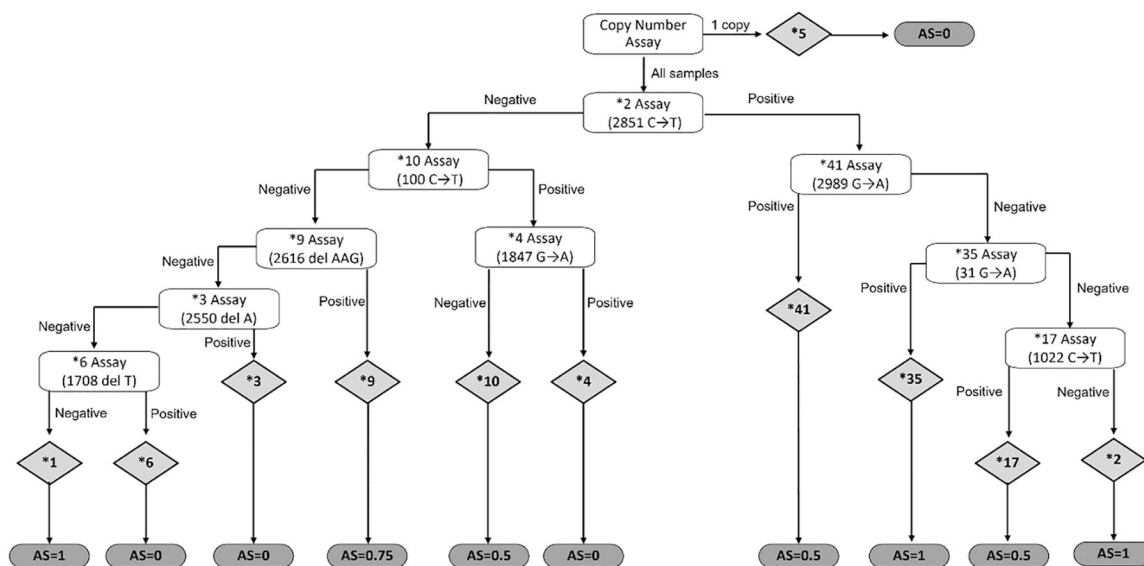 Copy Number
Assay
1 copy
*5
AS=0
All samples
Negative
*2 Assay
(2851 C→T)
Positive
*10 Assay
(100 C→T)
*41 Assay
(2989 G→A)
Negative
Positive
Positive
Negative
*9 Assay
(2616 del AAG)
*4 Assay
(1847 G→A)
*35 Assay
(31 G→A)
Negative
Positive
Negative
Positive
Positive
Negative
*3 Assay
(2550 del A)
*41
*17 Assay
(1022 C→T)
Negative
Positive
*6 Assay
(1708 del T)
*3
*9
*10
*4
*35
Negative
Positive
Positive
Negative
*1
*6
*17
*2
AS=1
AS=0
AS=0
AS=0.75
AS=0.5
AS=0
AS=0.5
AS=1
AS=0.5
AS=1